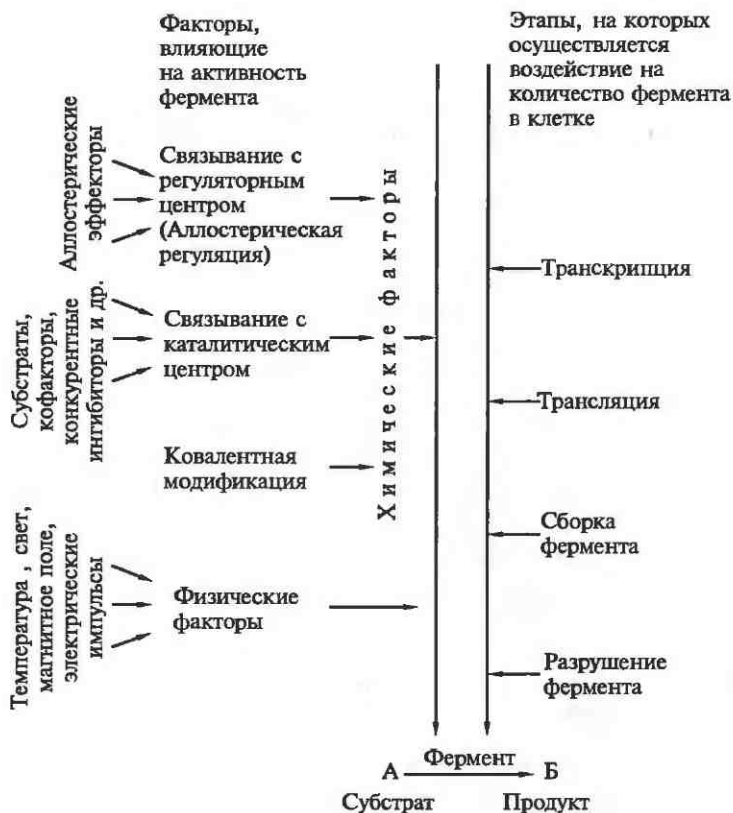 Факторы,
влияющие
на активность
фермента
Этапы, на которых
осуществляется
воздействие на
количество фермента
в клетке
Аллостерические
эффекторы
Связывание с
регуляторным
центром
(Аллостерическая
регуляция)
Субстраты,
кофакторы,
конкурентные
ингибиторы и др.
Связывание с
каталитическим
центром
Ковалентная
модификация
Химические факторы
Температура , свет,
магнитное поле,
электрические
импульсы
Физические
факторы
Транскрипция
Трансляция
Сборка
фермента
Разрушение
фермента
Фермент
А Б
Субстрат Продукт